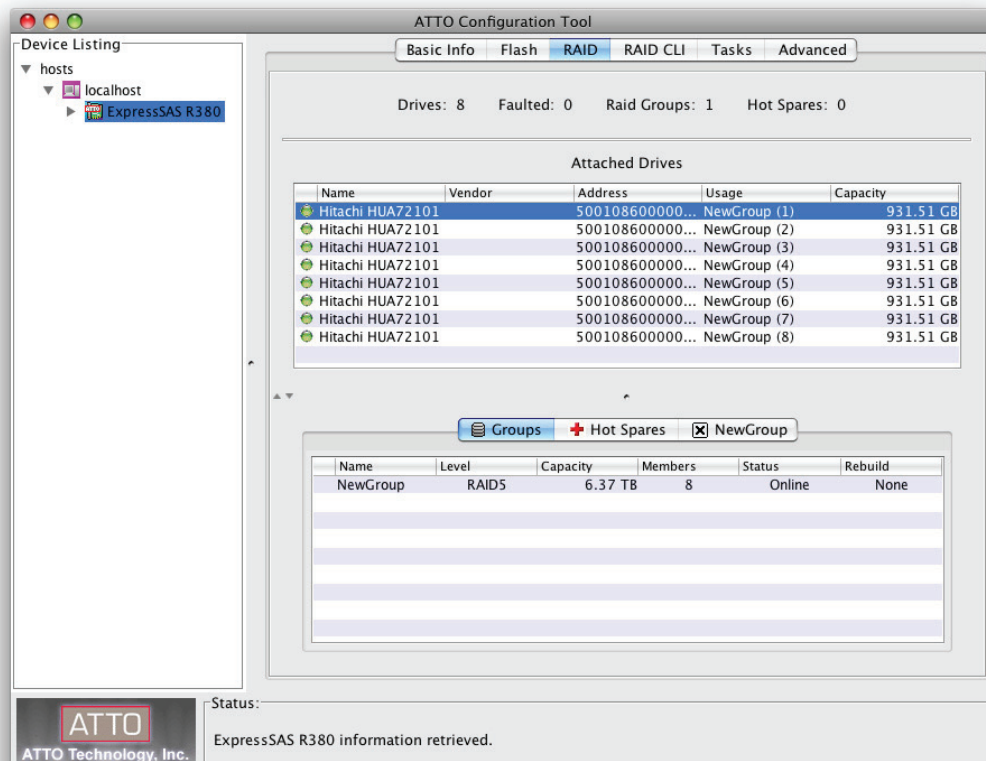 ATTO Configuration Tool
Device Listing
hosts
localhost
ExpressSAS R380
Basic Info Flash RAID RAID CLI Tasks Advanced
Drives: 8 Faulted: 0 Raid Groups: 1 Hot Spares: 0
Attached Drives
Name Vendor Address Usage Capacity
Hitachi HUA72101 500108600000... NewGroup (1) 931.51 GB
Hitachi HUA72101 500108600000... NewGroup (2) 931.51 GB
Hitachi HUA72101 500108600000... NewGroup (3) 931.51 GB
Hitachi HUA72101 500108600000... NewGroup (4) 931.51 GB
Hitachi HUA72101 500108600000... NewGroup (5) 931.51 GB
Hitachi HUA72101 500108600000... NewGroup (6) 931.51 GB
Hitachi HUA72101 500108600000... NewGroup (7) 931.51 GB
Hitachi HUA72101 500108600000... NewGroup (8) 931.51 GB
Groups Hot Spares NewGroup
Name Level Capacity Members Status Rebuild
NewGroup RAID5 6.37 TB 8 Online None
ATTO
ATTO Technology, Inc.
Status:
ExpressSAS R380 information retrieved.